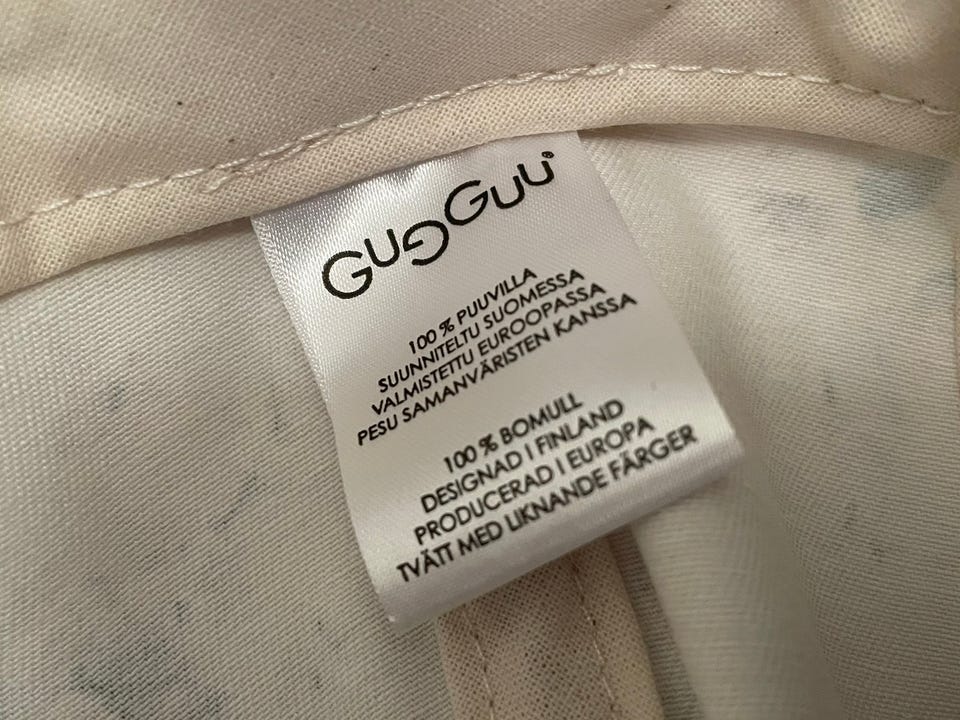 GUGGUU®
100 % PUUVILLA
SUUNNITELTU SUOMESSA
VALMISTETTU EUROOPASSA
PESU SAMANVÄRISTEN KANSSA
100 % BOMULL
DESIGNAD I FINLAND
PRODUCERAD I EUROPA
TVÄTT MED LIKNANDE FÄRGER